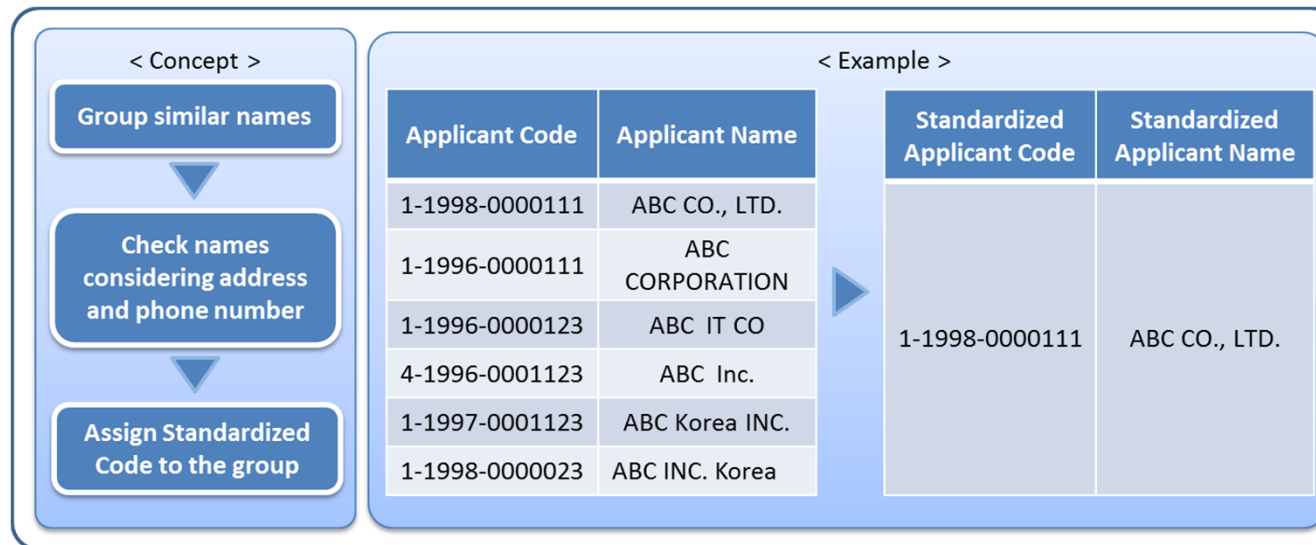 < Concept >
Group similar names
Check names
considering address
and phone number
Assign Standardized
Code to the group
< Example >
Applicant Code Applicant Name
1-1998-0000111 ABC CO., LTD.
1-1996-0000111 ABC
CORPORATION
1-1996-0000123 ABC  IT CO
4-1996-0001123 ABC  Inc.
1-1997-0001123 ABC Korea INC.
1-1998-0000023 ABC INC. Korea
Standardized
Applicant Code
Standardized
Applicant Name
1-1998-0000111 ABC CO., LTD.